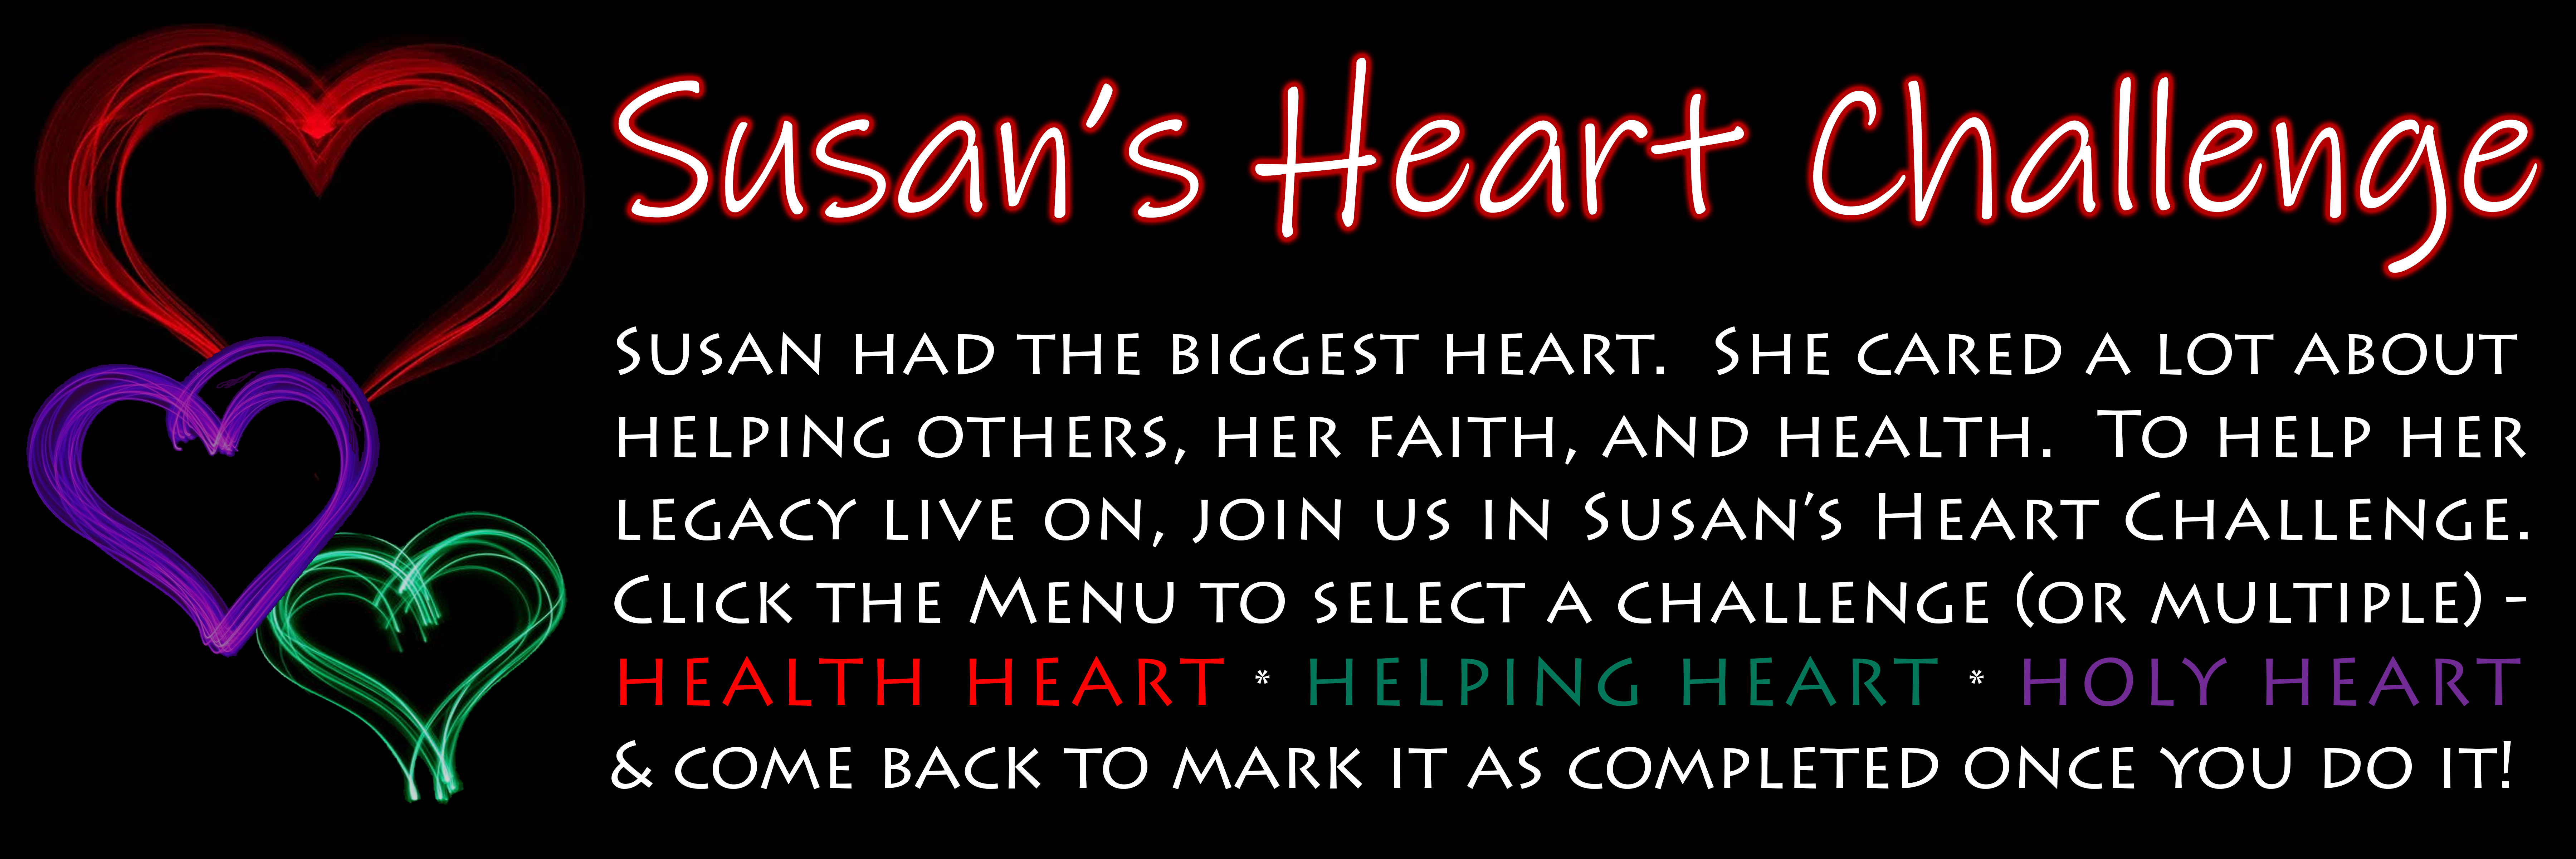 Susan's Heart Challenge
Susan had the biggest heart. She cared a lot about
helping others, her faith, and health. To help her
legacy live on, join us in Susan's Heart Challenge.
Click the Menu to select a challenge (or multiple) -
HEALTH HEART * HELPING HEART * HOLY HEART
& come back to mark it as completed once you do it!